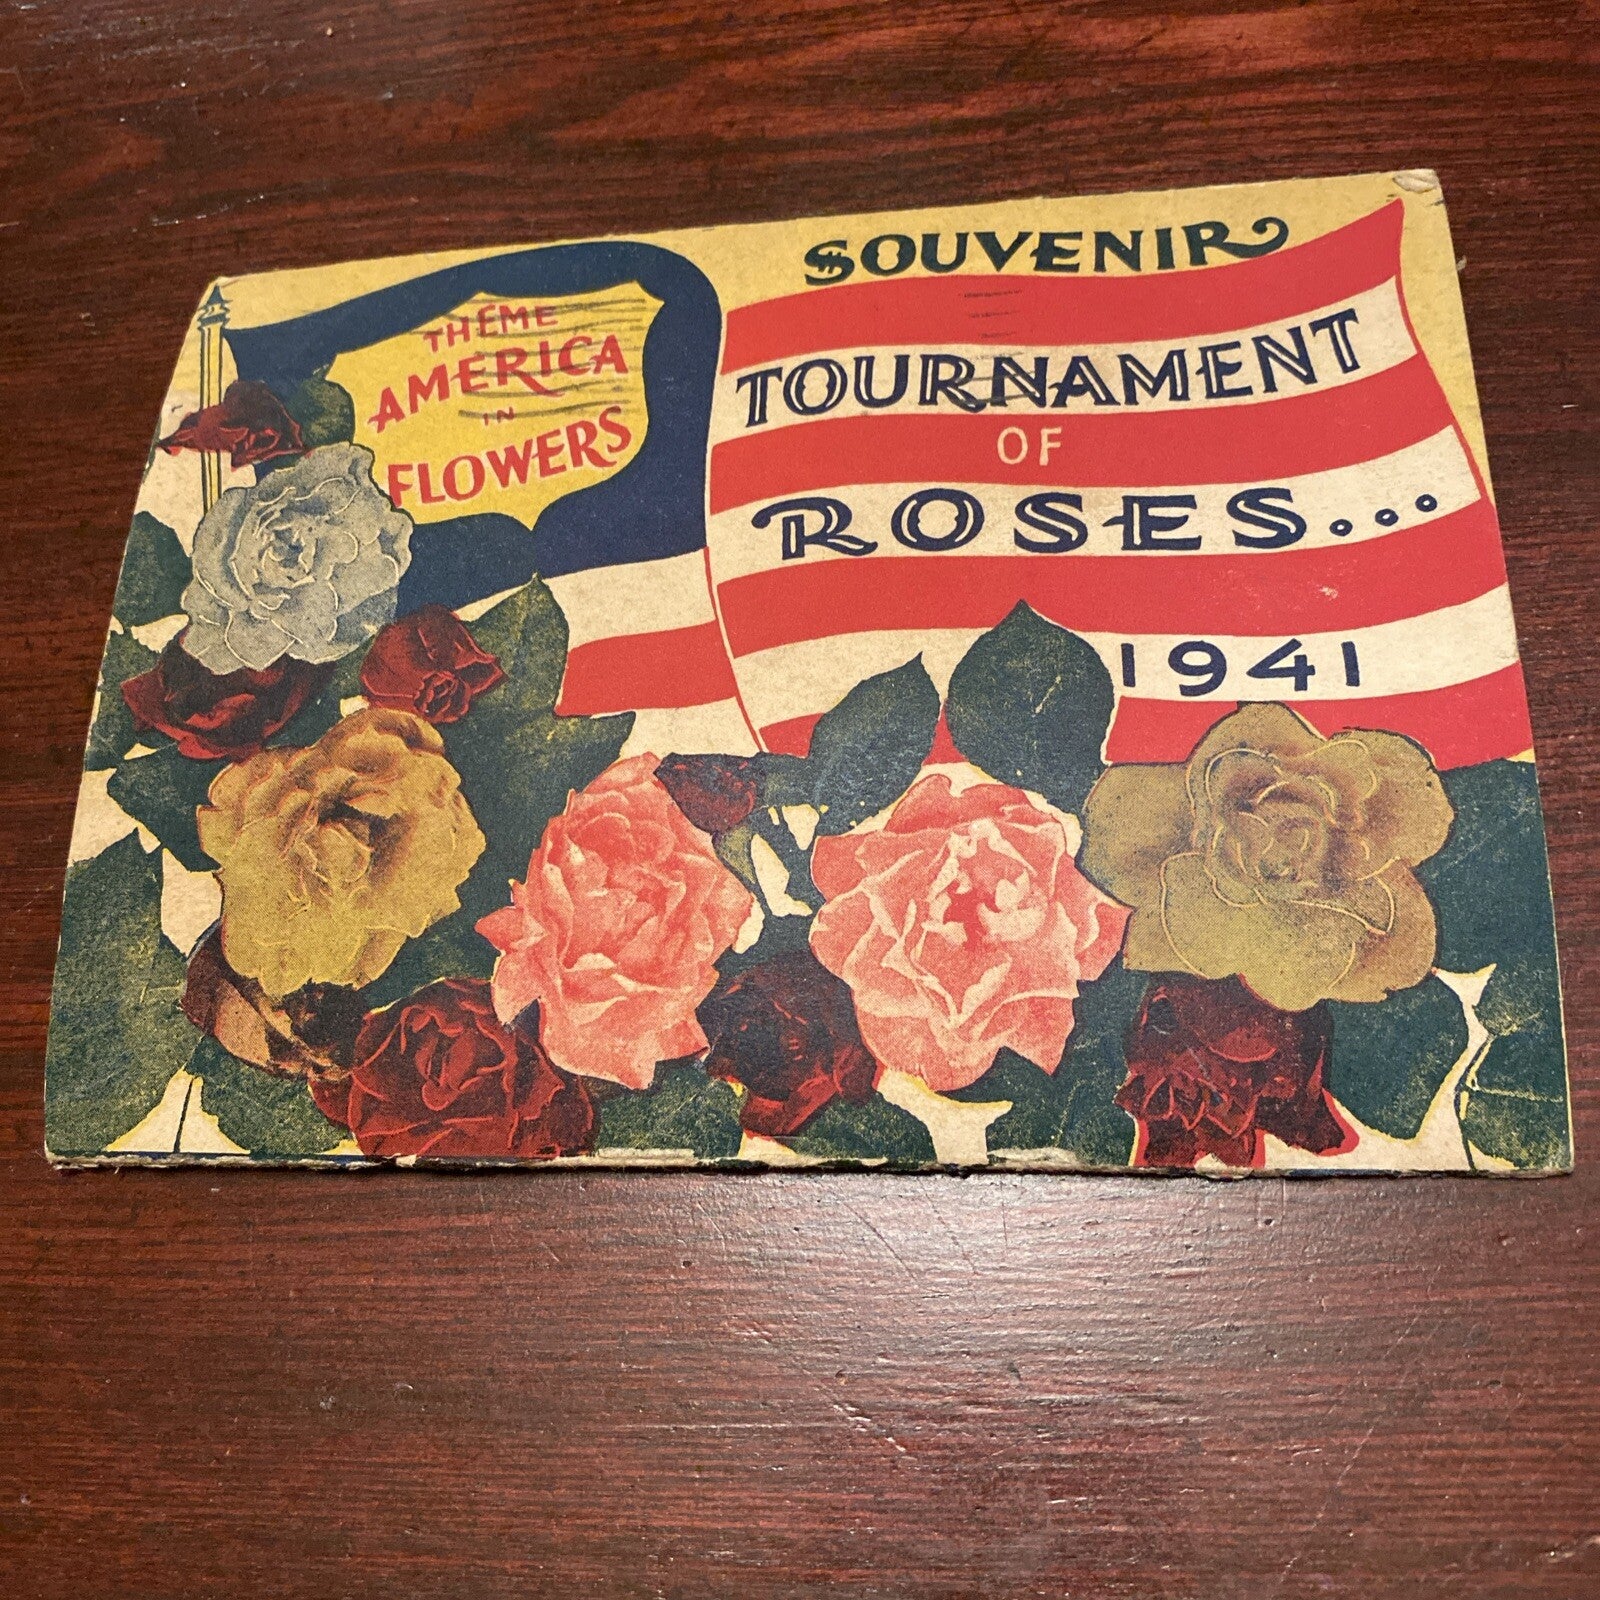 SOUVENIR
THEME
AMERICA
IN
FLOWERS
TOURNAMENT
OF
ROSES...
1941